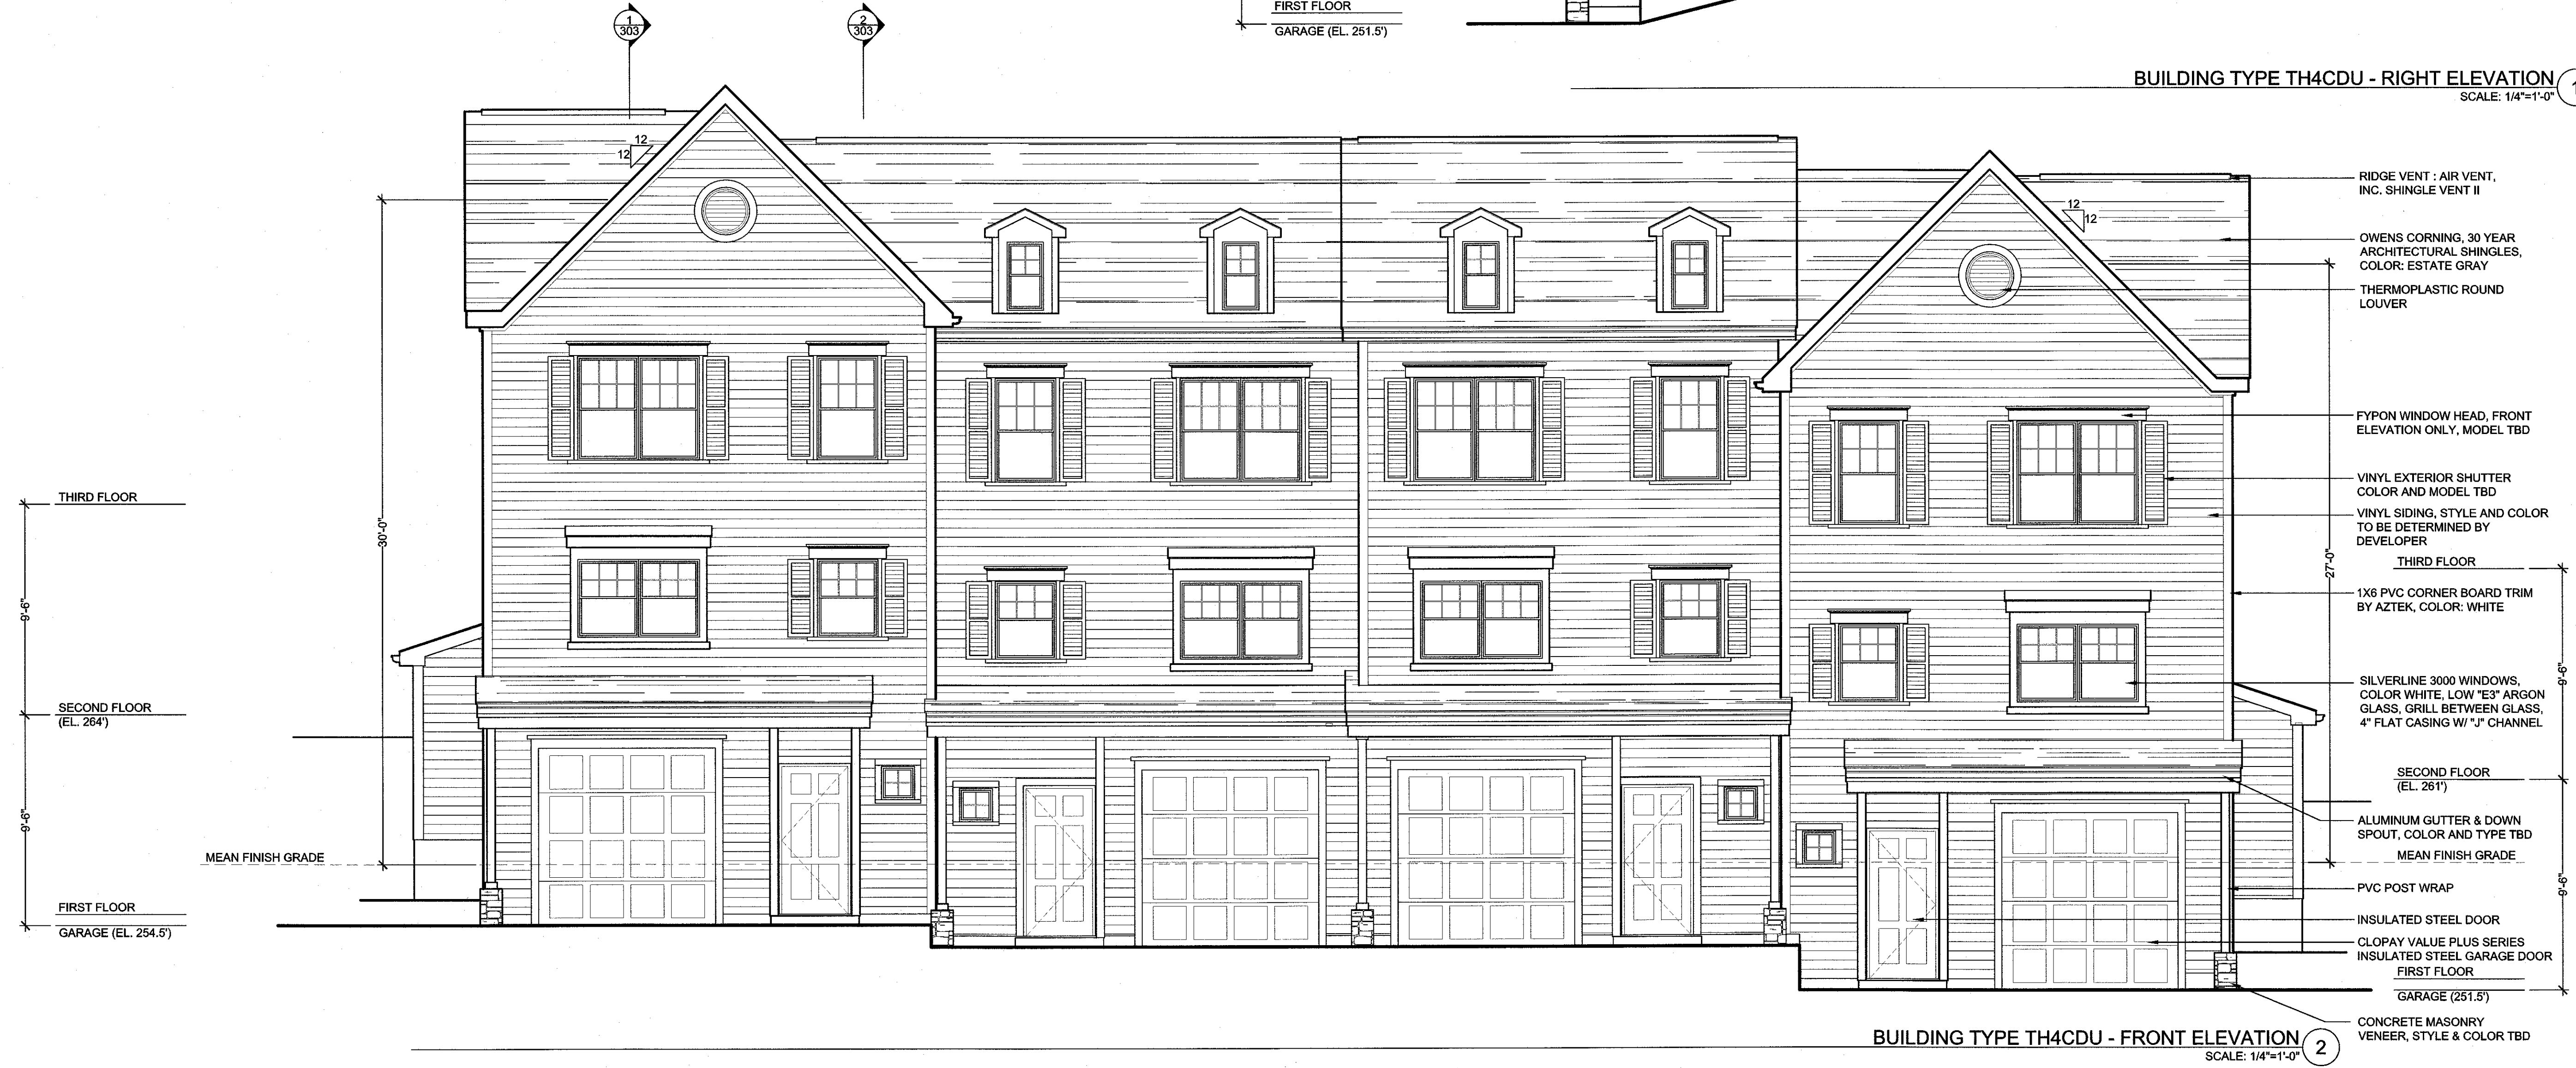 FIRST FLOOR
GARAGE (EL. 251.5')
1
303
2
303
BUILDING TYPE TH4CDU - RIGHT ELEVATION
SCALE: 1/4"=1'-0"
1
12
12
12
12
RIDGE VENT : AIR VENT,
INC. SHINGLE VENT II
OWENS CORNING, 30 YEAR
ARCHITECTURAL SHINGLES,
COLOR: ESTATE GRAY
THERMOPLASTIC ROUND
LOUVER
FYPON WINDOW HEAD, FRONT
ELEVATION ONLY, MODEL TBD
VINYL EXTERIOR SHUTTER
COLOR AND MODEL TBD
VINYL SIDING, STYLE AND COLOR
TO BE DETERMINED BY
DEVELOPER
THIRD FLOOR
1X6 PVC CORNER BOARD TRIM
BY AZTEK, COLOR: WHITE
SILVERLINE 3000 WINDOWS,
COLOR WHITE, LOW "E3" ARGON
GLASS, GRILL BETWEEN GLASS,
4" FLAT CASING W/ "J" CHANNEL
SECOND FLOOR
(EL. 261')
ALUMINUM GUTTER & DOWN
SPOUT, COLOR AND TYPE TBD
MEAN FINISH GRADE
PVC POST WRAP
INSULATED STEEL DOOR
CLOPAY VALUE PLUS SERIES
INSULATED STEEL GARAGE DOOR
FIRST FLOOR
GARAGE (251.5')
CONCRETE MASONRY
VENEER, STYLE & COLOR TBD
27'-0"
9'-6"
9'-6"
THIRD FLOOR
30'-0"
9'-6"
SECOND FLOOR
(EL. 264')
9'-6"
MEAN FINISH GRADE
FIRST FLOOR
GARAGE (EL. 254.5')
BUILDING TYPE TH4CDU - FRONT ELEVATION
SCALE: 1/4"=1'-0"
2